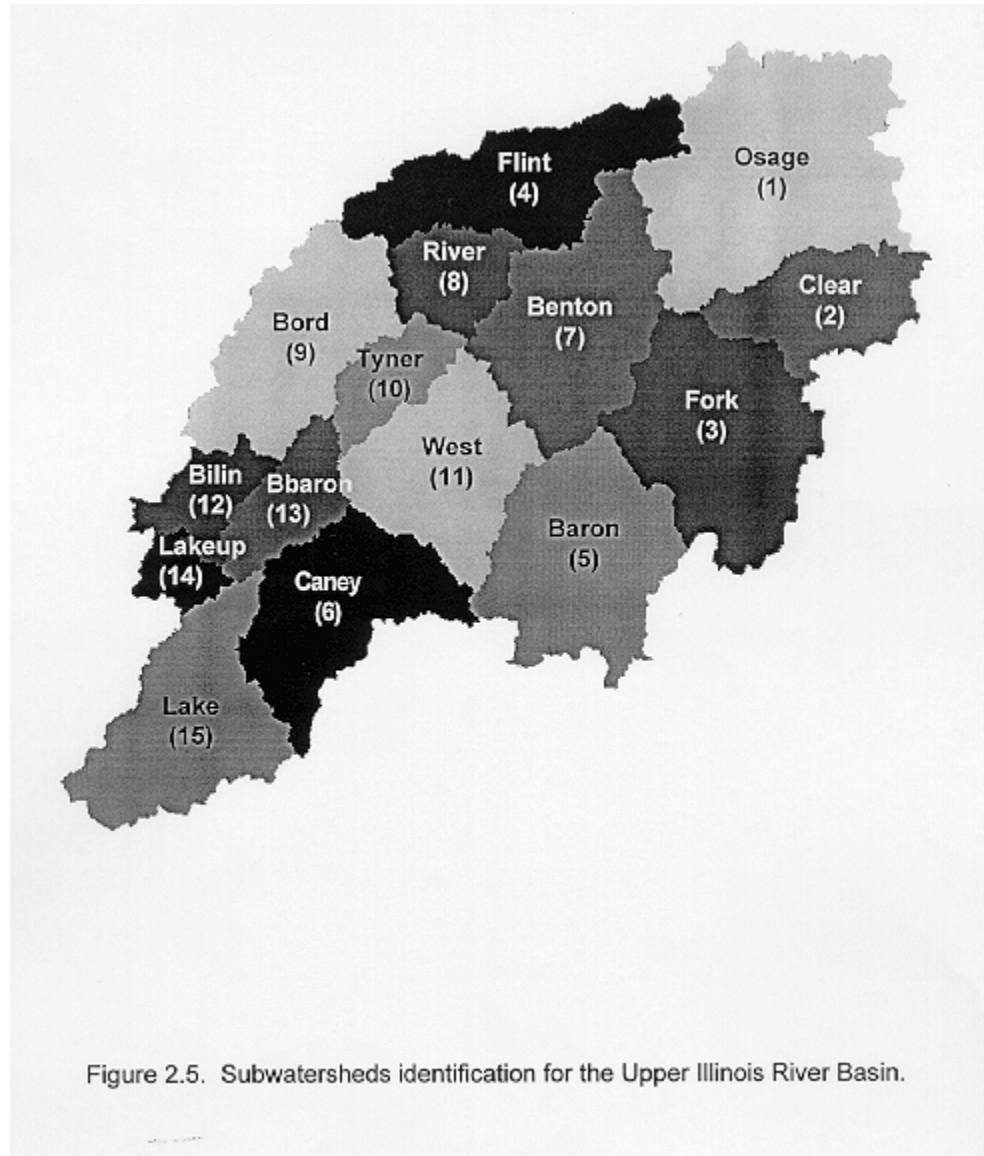 Osage
(1)
Flint
(4)
River
(8)
Clear
(2)
Benton
(7)
Bord
(9)
Tyner
(10)
Fork
(3)
West
(11)
Bilin
(12)
Bbaron
(13)
Baron
(5)
Lakeup
(14)
Caney
(6)
Lake
(15)
Figure 2.5. Subwatersheds identification for the Upper Illinois River Basin.